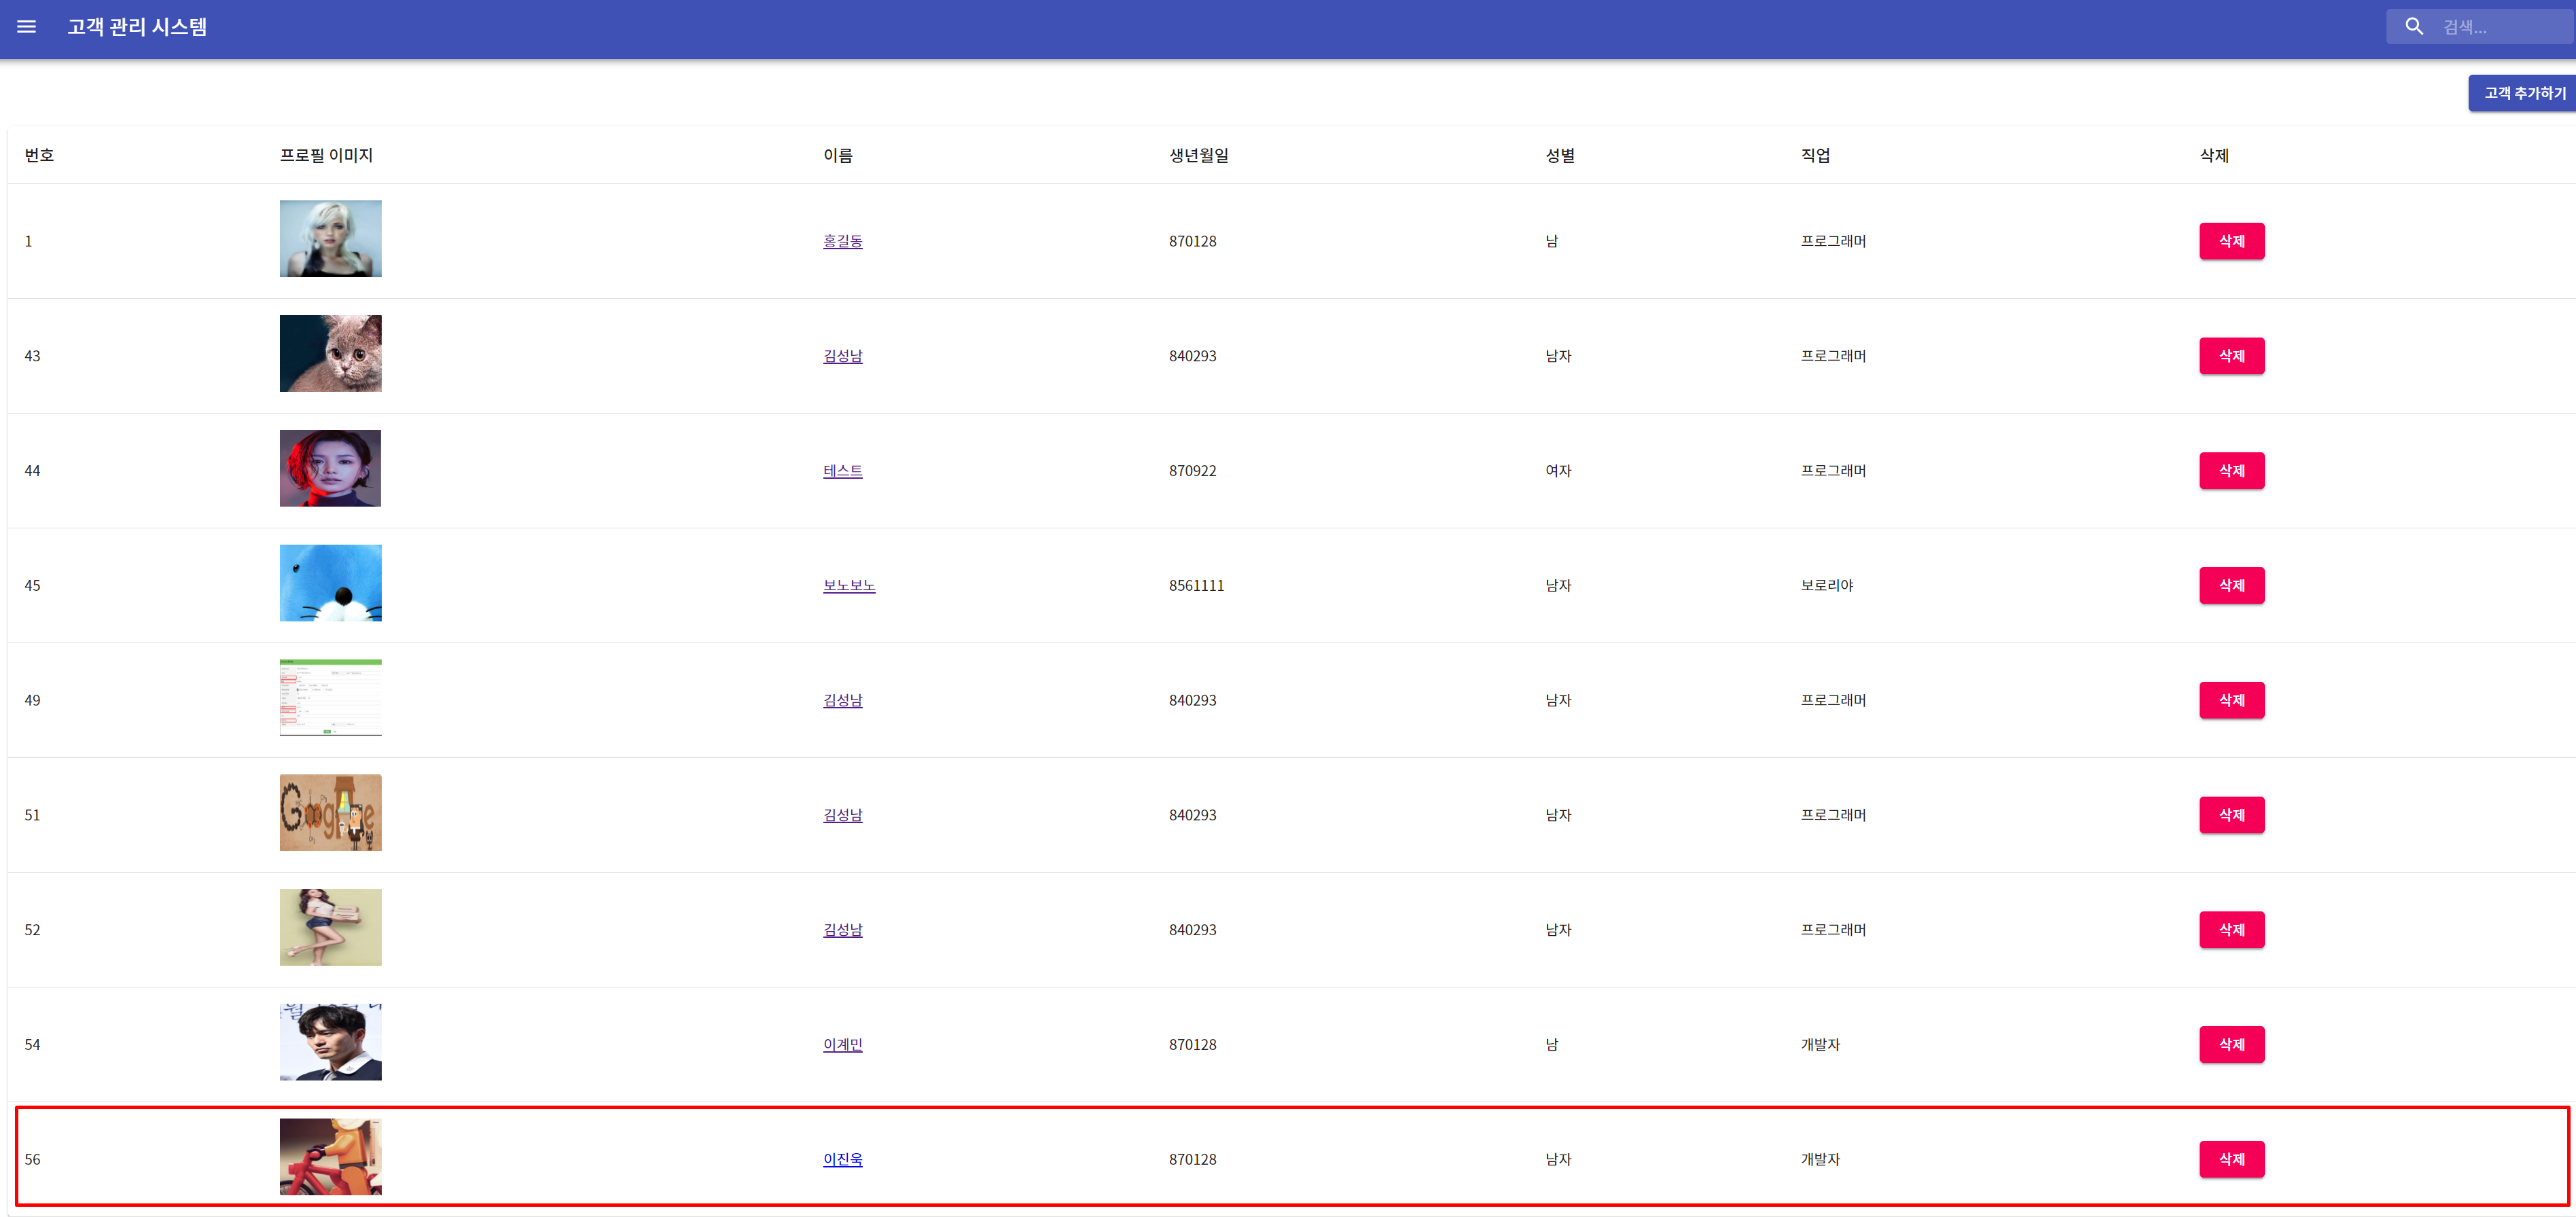 고객 관리 시스템
검색...
고객 추가하기
번호 프로필 이미지 이름 생년월일 성별 직업 삭제
1 홍길동 870128 남 프로그래머 삭제
43 김성남 840293 남자 프로그래머 삭제
44 테스트 870922 여자 프로그래머 삭제
45 보노보노 8561111 남자 보로리야 삭제
49 김성남 840293 남자 프로그래머 삭제
51 Google 김성남 840293 남자 프로그래머 삭제
52 김성남 840293 남자 프로그래머 삭제
54 이계민 870128 남 개발자 삭제
56 이진욱 870128 남자 개발자 삭제